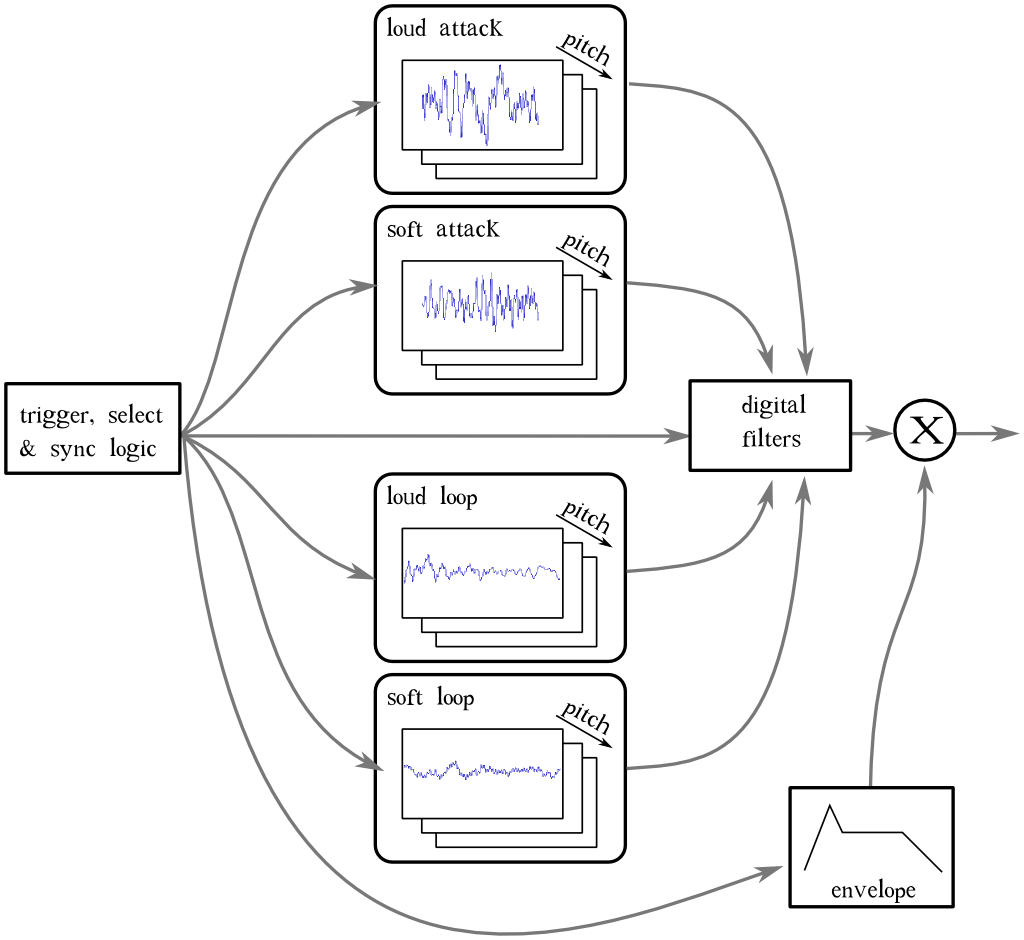 loud attack
pitch
soft attack
pitch
trigger, select
& sync logic
digital
filters
X
loud loop
pitch
soft loop
pitch
envelope